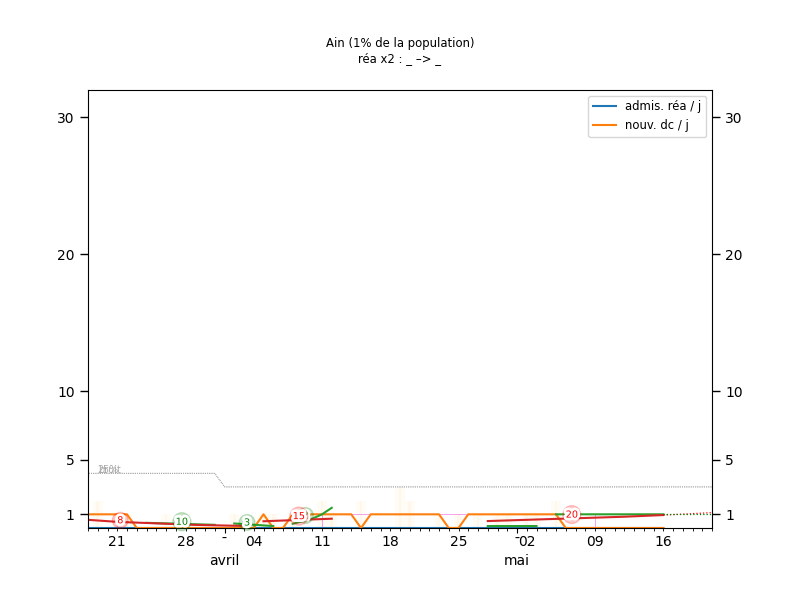 Ain (1% de la population)
réa x2 : _ –> _
admis. réa / j
nouv. dc / j
30 30
20 20
10 10
5 5
1 1
8 10 3 15 20
21 28 - 04 11 18 25 - 02 09 16
avril mai